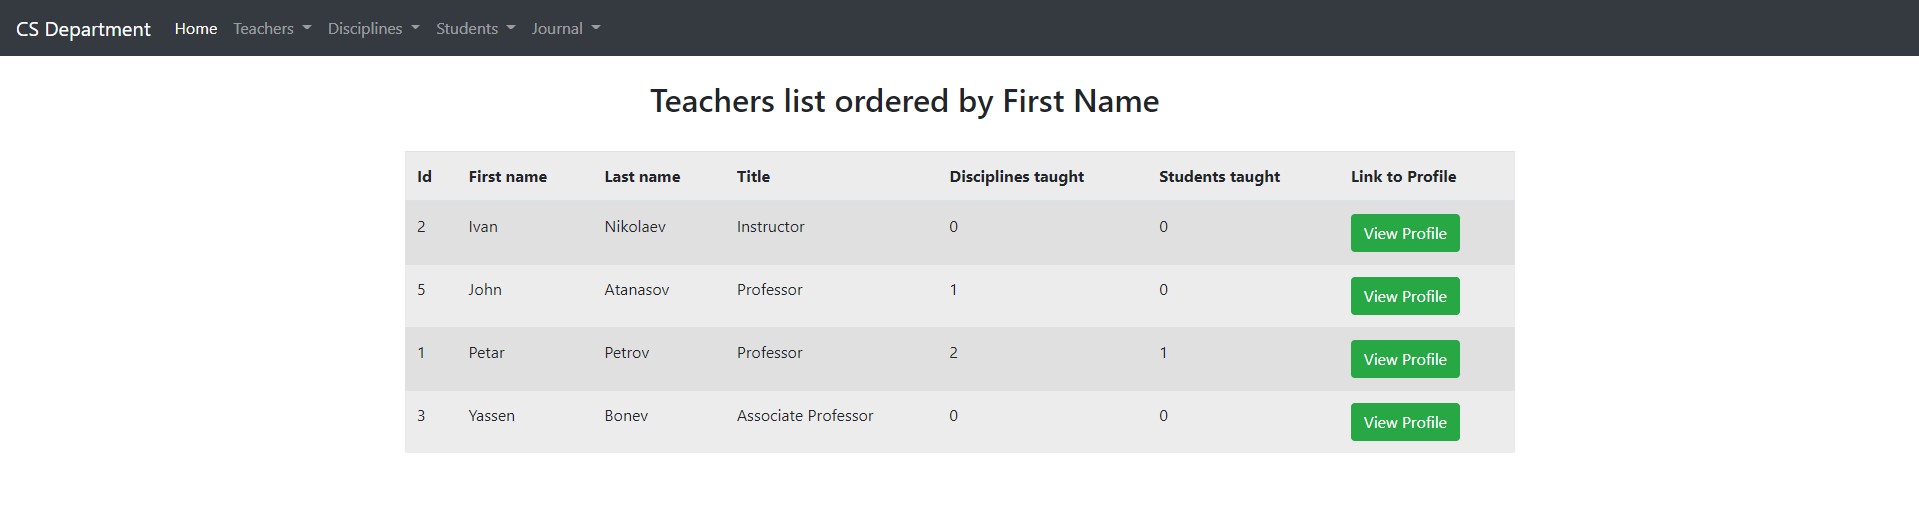 CS Department Home Teachers Disciplines Students Journal
Teachers list ordered by First Name
Id First name Last name Title Disciplines taught Students taught Link to Profile
2 Ivan Nikolaev Instructor 0 0 View Profile
5 John Atanasov Professor 1 0 View Profile
1 Petar Petrov Professor 2 1 View Profile
3 Yassen Bonev Associate Professor 0 0 View Profile